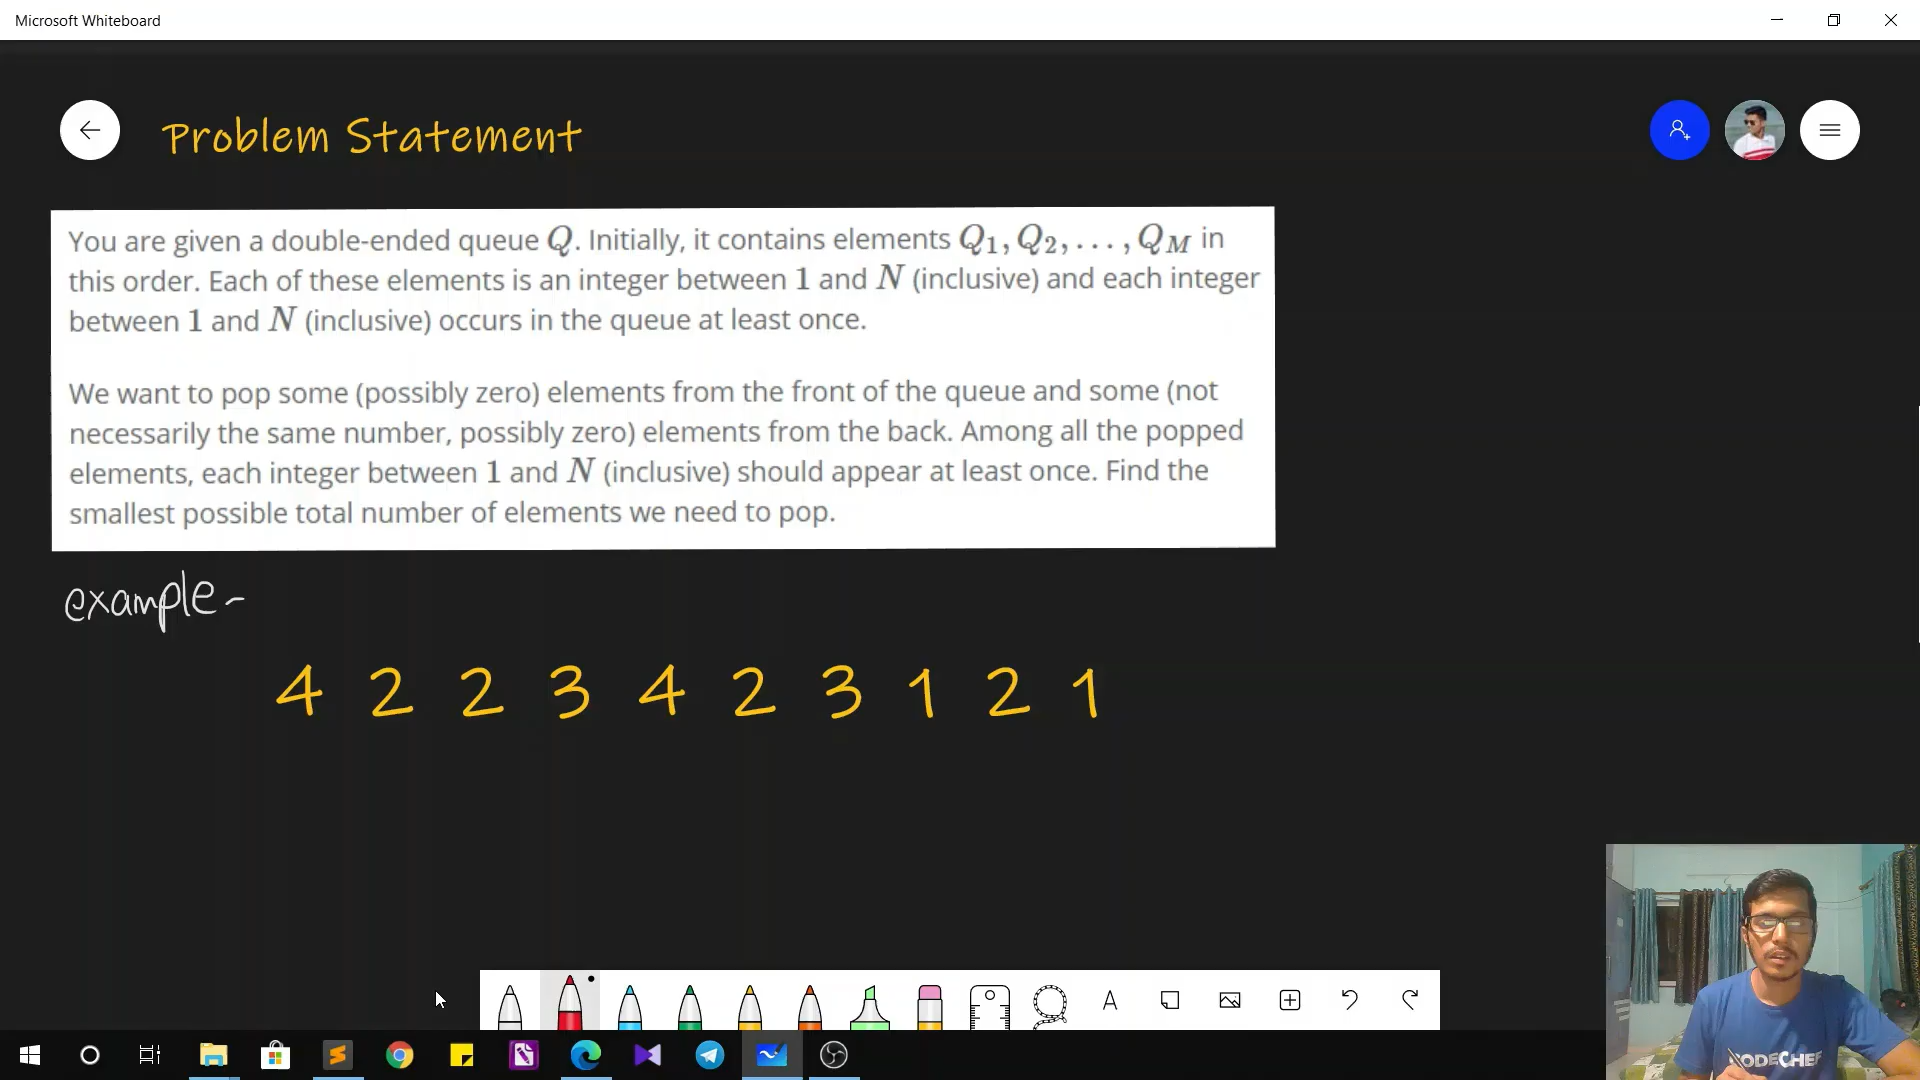 Microsoft Whiteboard
Problem Statement
You are given a double-ended queue Q. Initially, it contains elements Q₁, Q₂, . . . , Q_M in
this order. Each of these elements is an integer between 1 and N (inclusive) and each integer
between 1 and N (inclusive) occurs in the queue at least once.
We want to pop some (possibly zero) elements from the front of the queue and some (not
necessarily the same number, possibly zero) elements from the back. Among all the popped
elements, each integer between 1 and N (inclusive) should appear at least once. Find the
smallest possible total number of elements we need to pop.
example-
4 2 2 3 4 2 3 1 2 1
CODECHEF